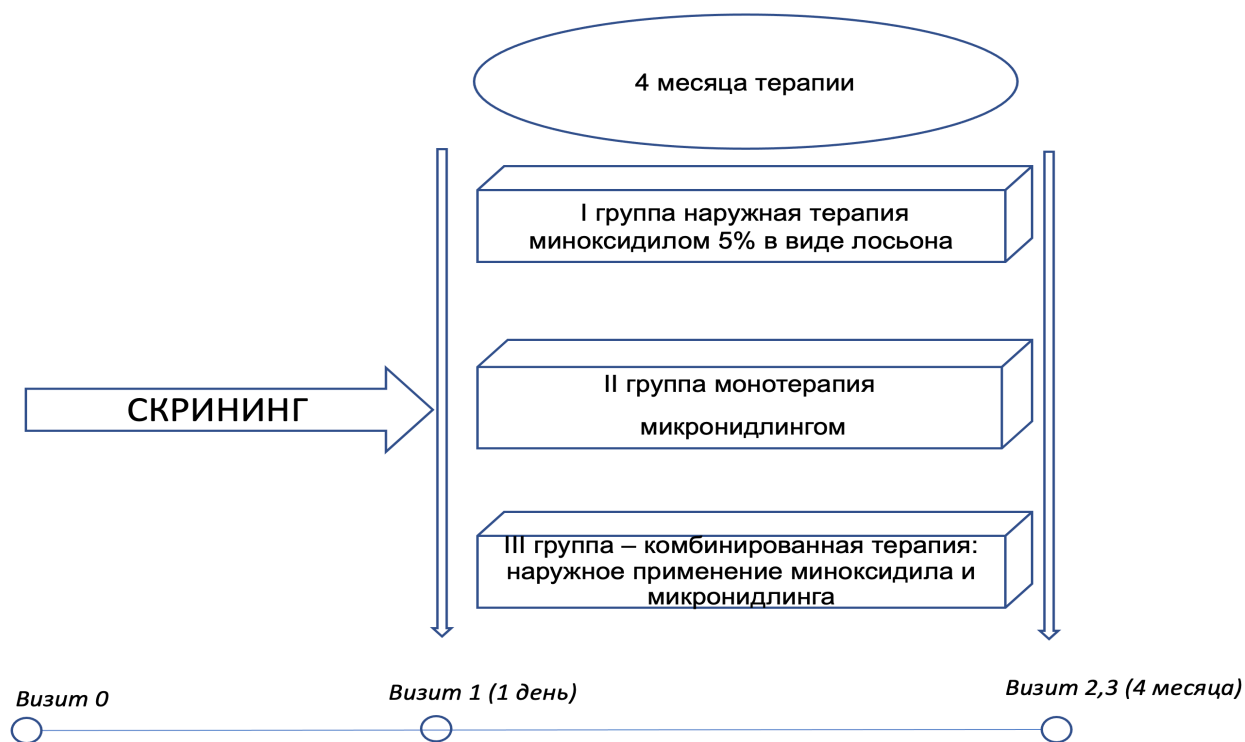 4 месяца терапии
I группа наружная терапия
миноксидилом 5% в виде лосьона
II группа монотерапия
микронидлингом
СКРИНИНГ
III группа – комбинированная терапия:
наружное применение миноксидила и
микронидлинга
Визит 0
Визит 1 (1 день)
Визит 2,3 (4 месяца)